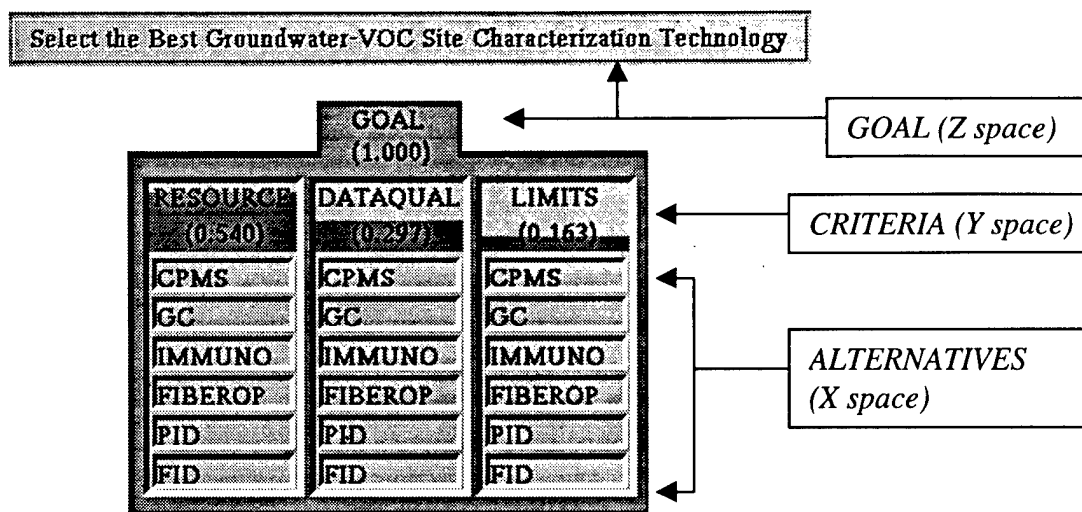 Select the Best Groundwater-VOC Site Characterization Technology
GOAL
(1.000)
GOAL (Z space)
RESOURCE DATAQUAL LIMITS
(0.540) (0.297) (0.163)
CRITERIA (Y space)
CPMS CPMS CPMS
GC GC GC
IMMUNO IMMUNO IMMUNO
FIBEROP FIBEROP FIBEROP
PID PID PID
FID FID FID
ALTERNATIVES
(X space)